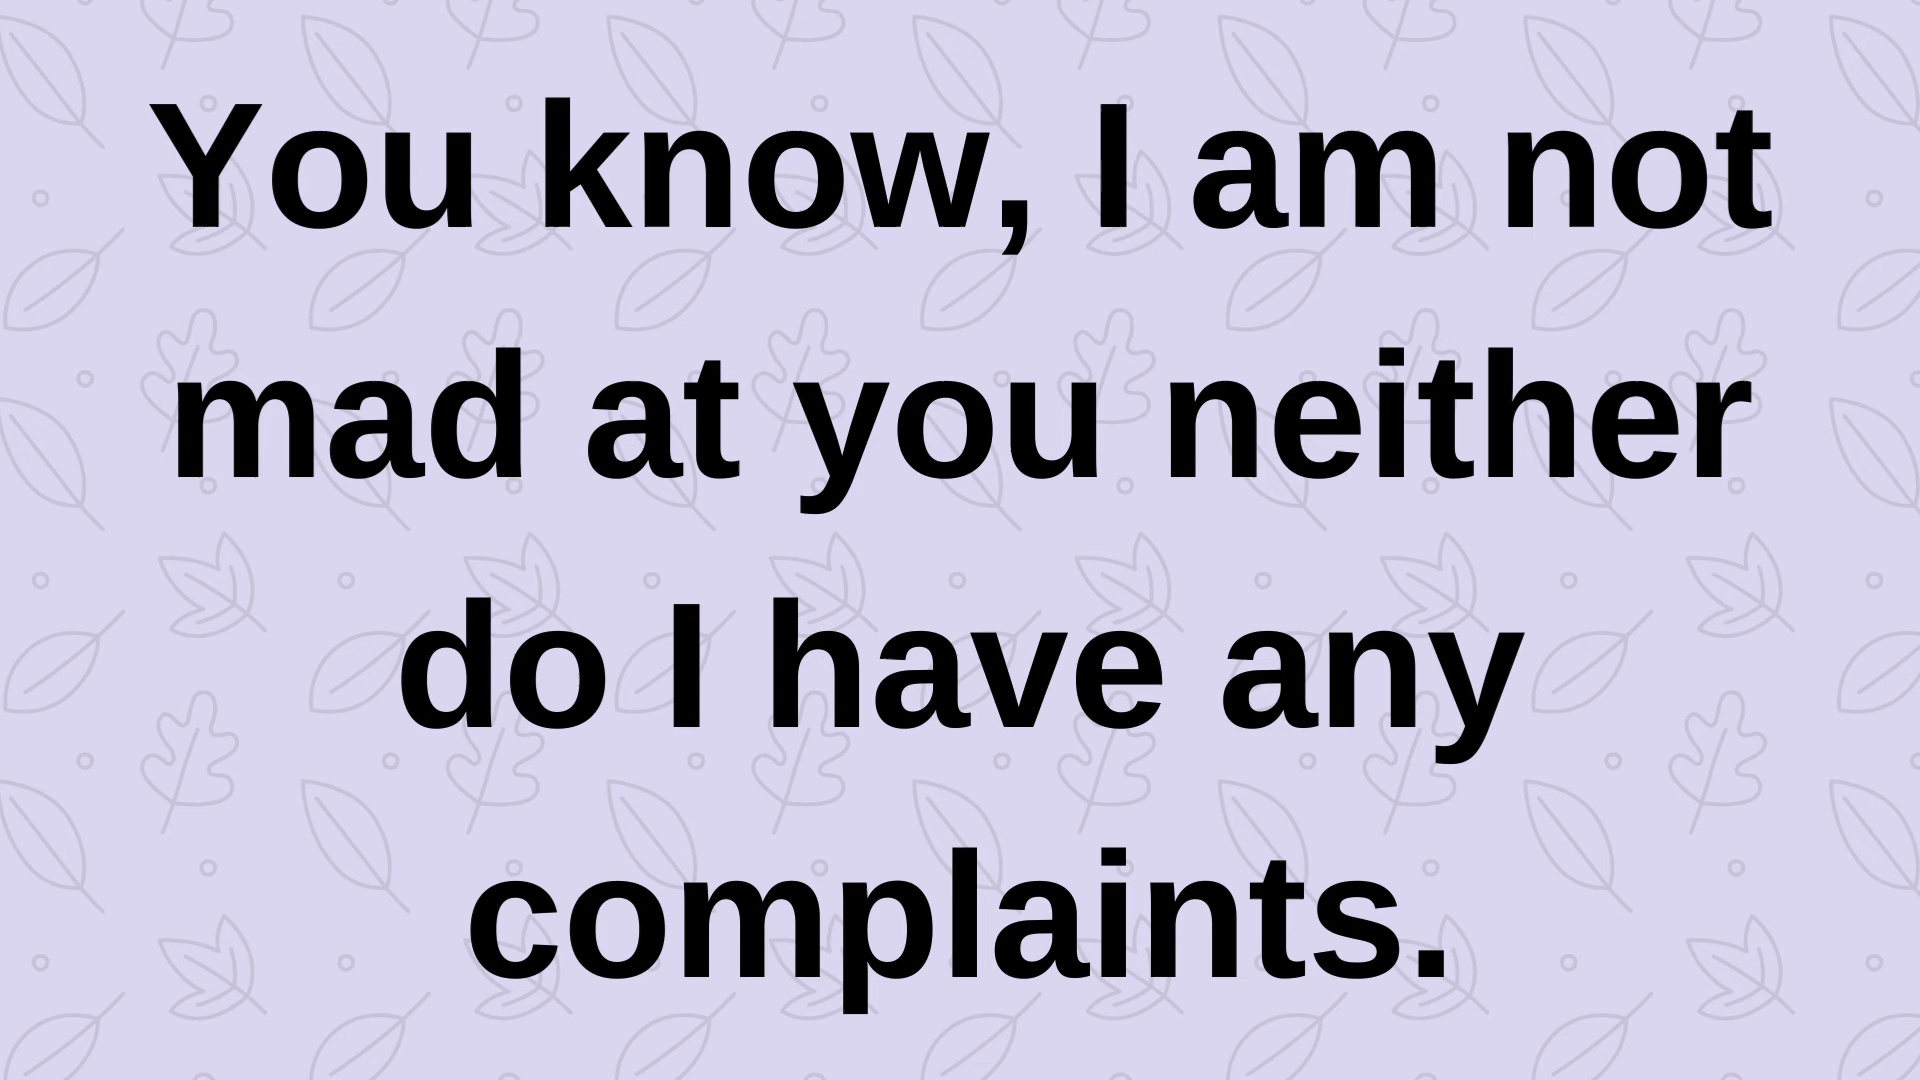 You know, I am not
mad at you neither
do I have any
complaints.